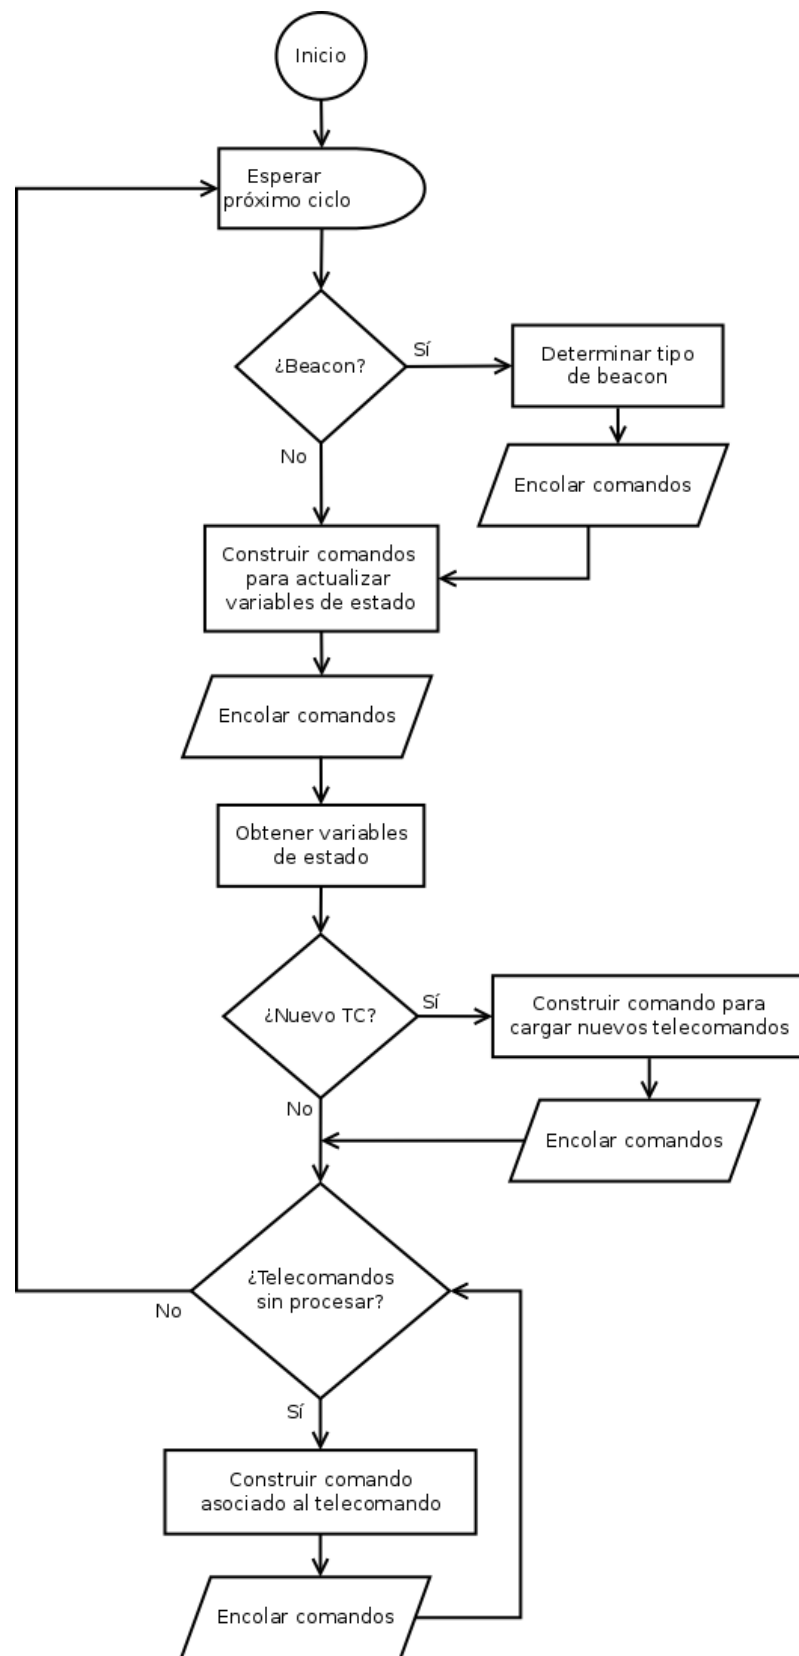 Inicio
Esperar
próximo ciclo
¿Beacon?
Sí
Determinar tipo
de beacon
Encolar comandos
No
Construir comandos
para actualizar
variables de estado
Encolar comandos
Obtener variables
de estado
¿Nuevo TC?
Sí
Construir comando para
cargar nuevos telecomandos
Encolar comandos
No
¿Telecomandos
sin procesar?
No
Sí
Construir comando
asociado al telecomando
Encolar comandos